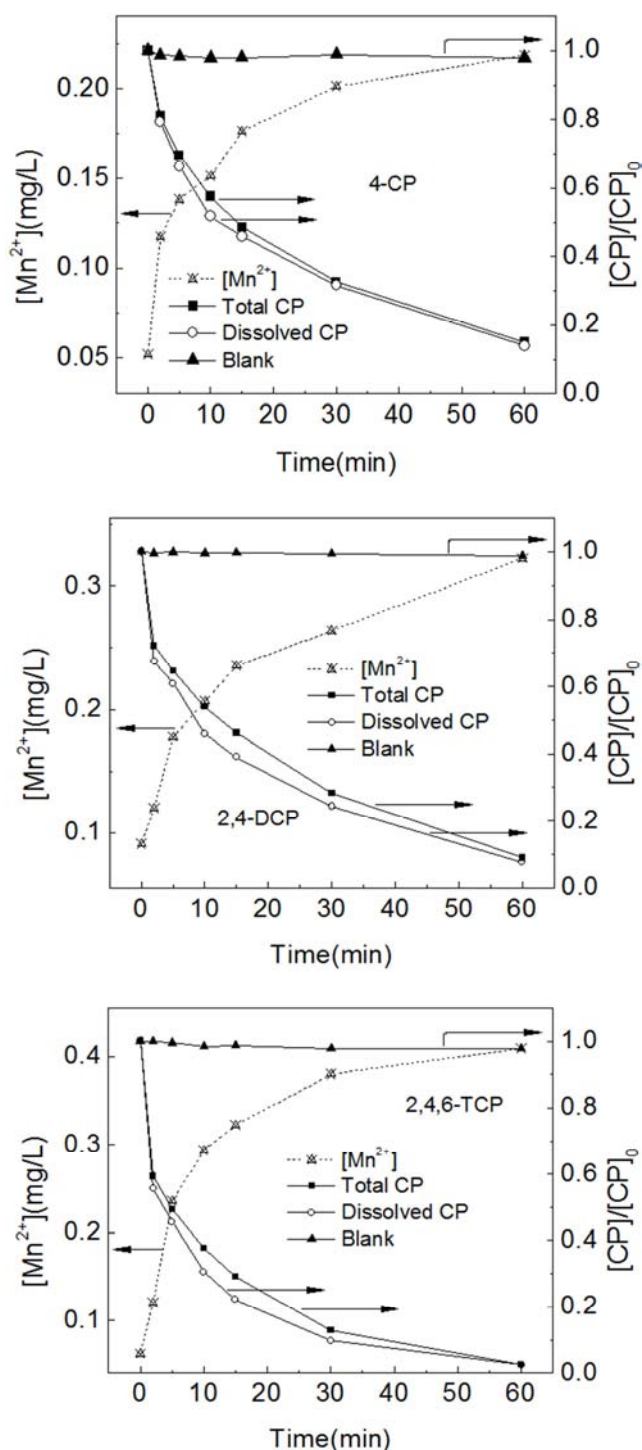 [Mn²⁺](mg/L)
0.20
0.15
0.10
0.05
1.0
0.8
0.6
0.4
0.2
0.0
[CP]/[CP]₀
4-CP
[Mn²⁺]
Total CP
Dissolved CP
Blank
0 10 20 30 40 50 60
Time(min)
[Mn²⁺](mg/L)
0.3
0.2
0.1
1.0
0.8
0.6
0.4
0.2
0.0
[CP]/[CP]₀
[Mn²⁺]
Total CP
Dissolved CP
Blank
2,4-DCP
0 10 20 30 40 50 60
Time(min)
[Mn²⁺](mg/L)
0.4
0.3
0.2
0.1
1.0
0.8
0.6
0.4
0.2
0.0
[CP]/[CP]₀
2,4,6-TCP
[Mn²⁺]
Total CP
Dissolved CP
Blank
0 10 20 30 40 50 60
Time(min)